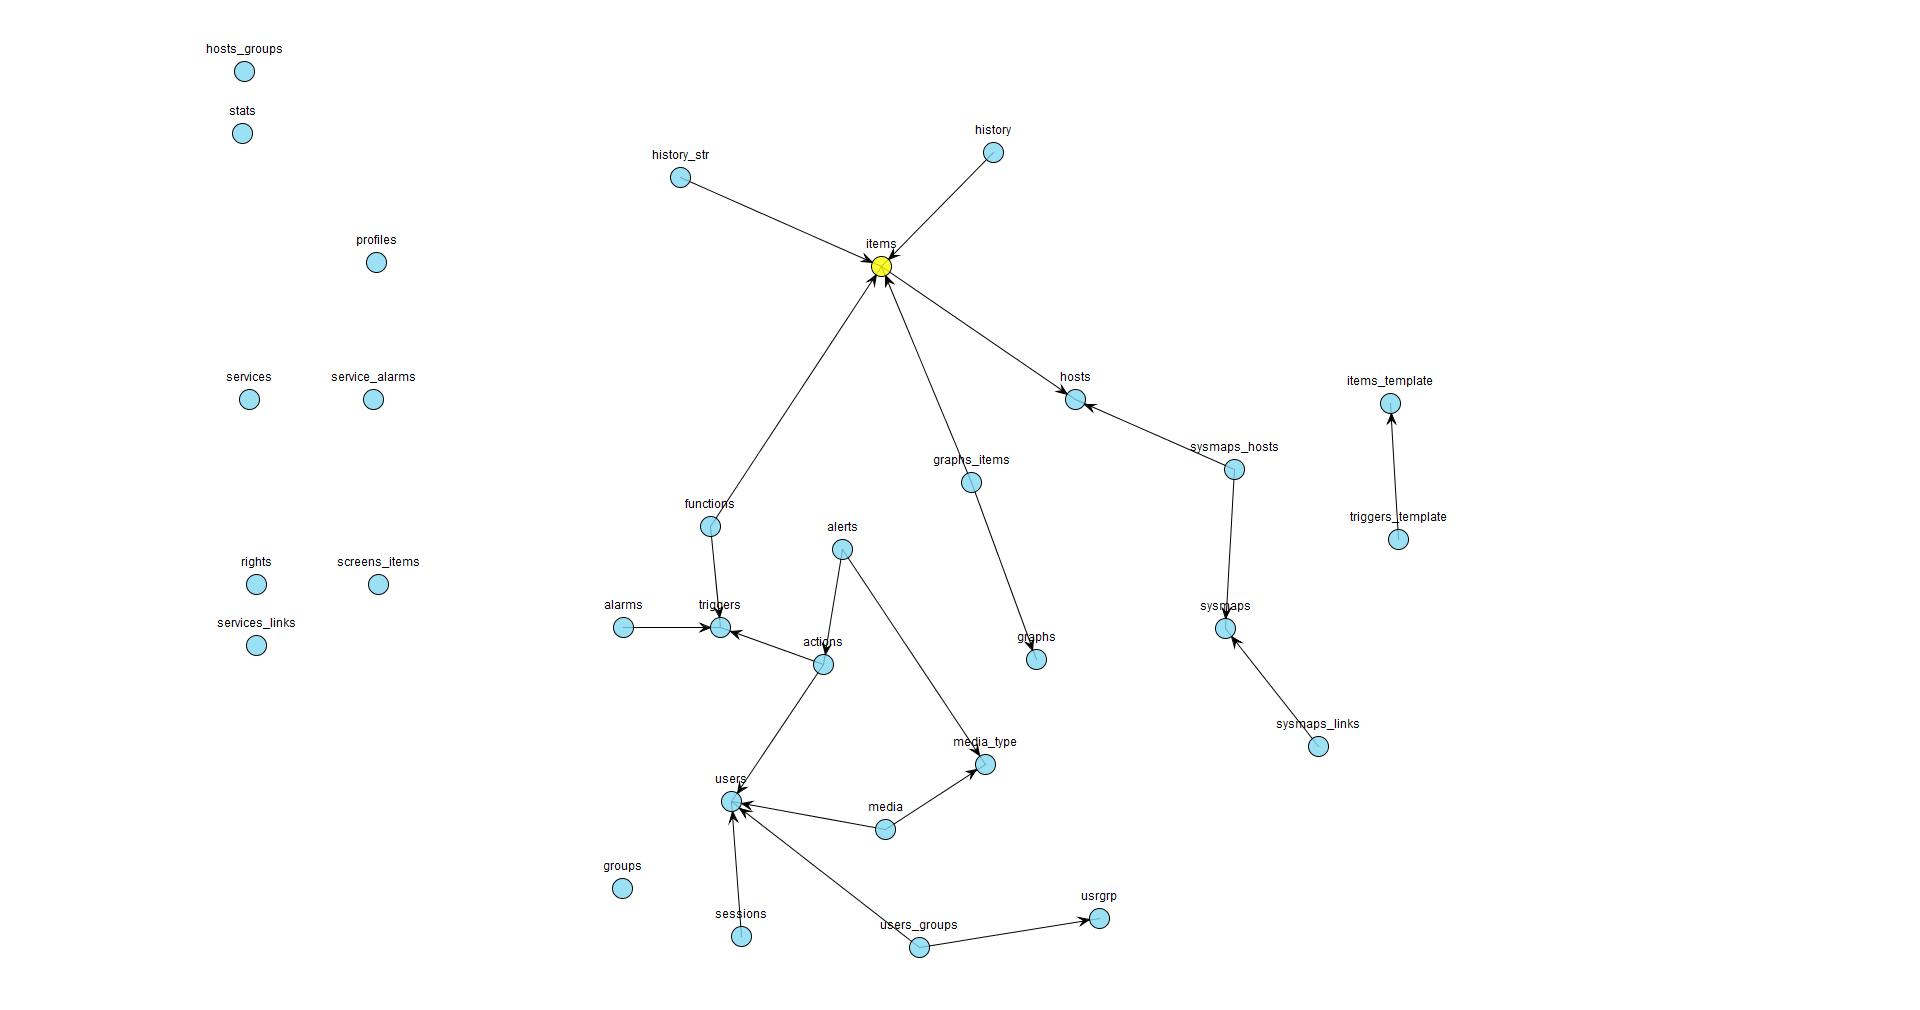 hosts_groups
stats
history
history_str
profiles
items
services
service_alarms
hosts
items_template
sysmaps_hosts
graphs_items
functions
triggers_template
alerts
rights
screens_items
alarms
triggers
sysmaps
services_links
actions
graphs
sysmaps_links
media_type
users
media
groups
usrgrp
sessions
users_groups